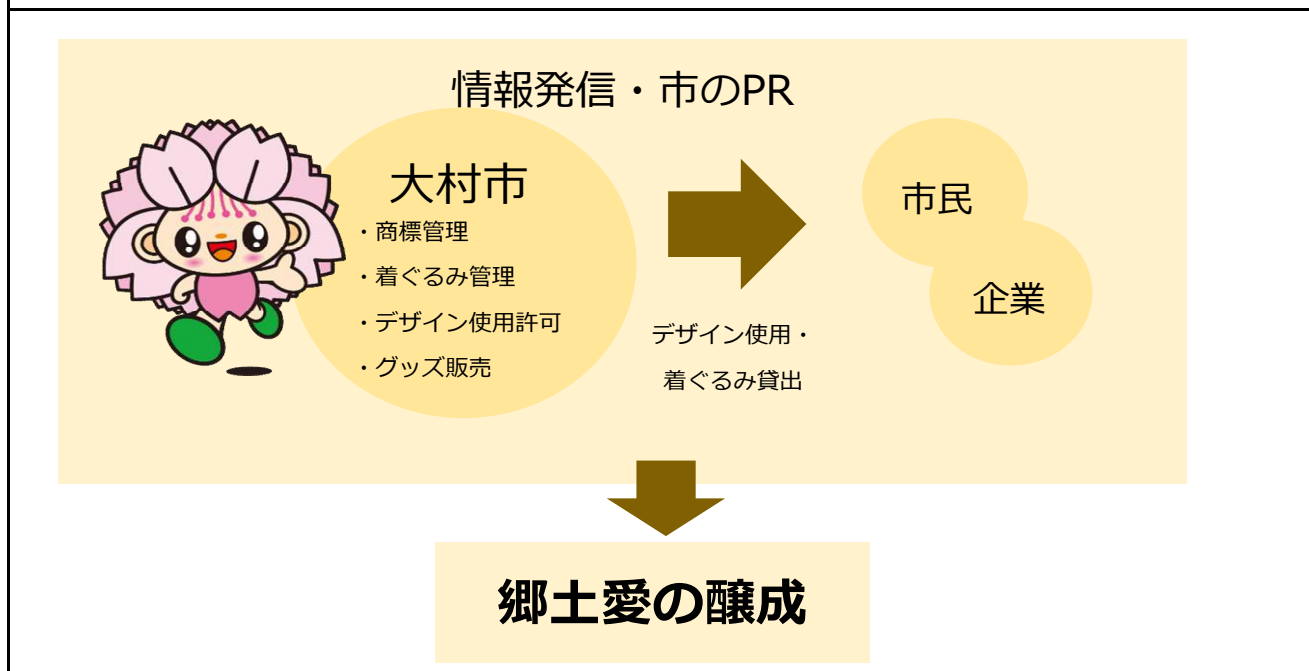 情報発信・市のPR
大村市
・商標管理
・着ぐるみ管理
・デザイン使用許可
・グッズ販売
デザイン使用・
着ぐるみ貸出
市民
企業
郷土愛の醸成